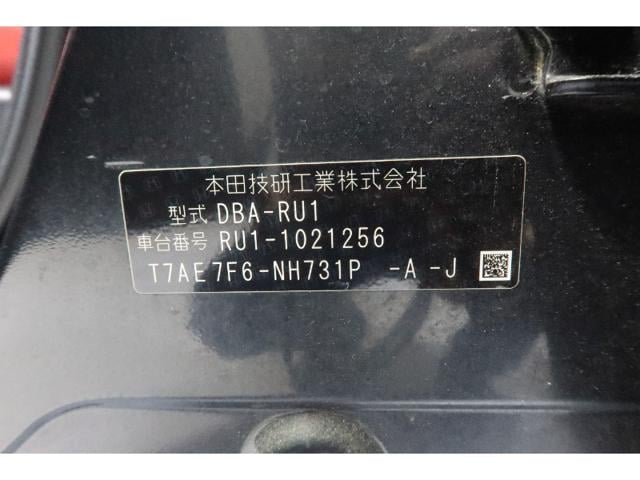 本田技研工業株式会社
型式 DBA-RU1
車台番号 RU1-1021256
T7AE7F6-NH731P -A -J